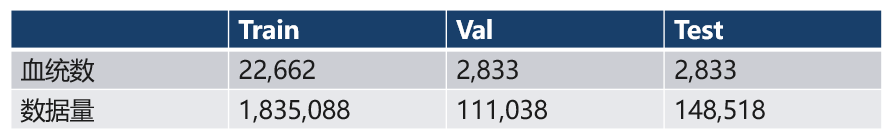 Train Val Test
血统数 22,662 2,833 2,833
数据量 1,835,088 111,038 148,518